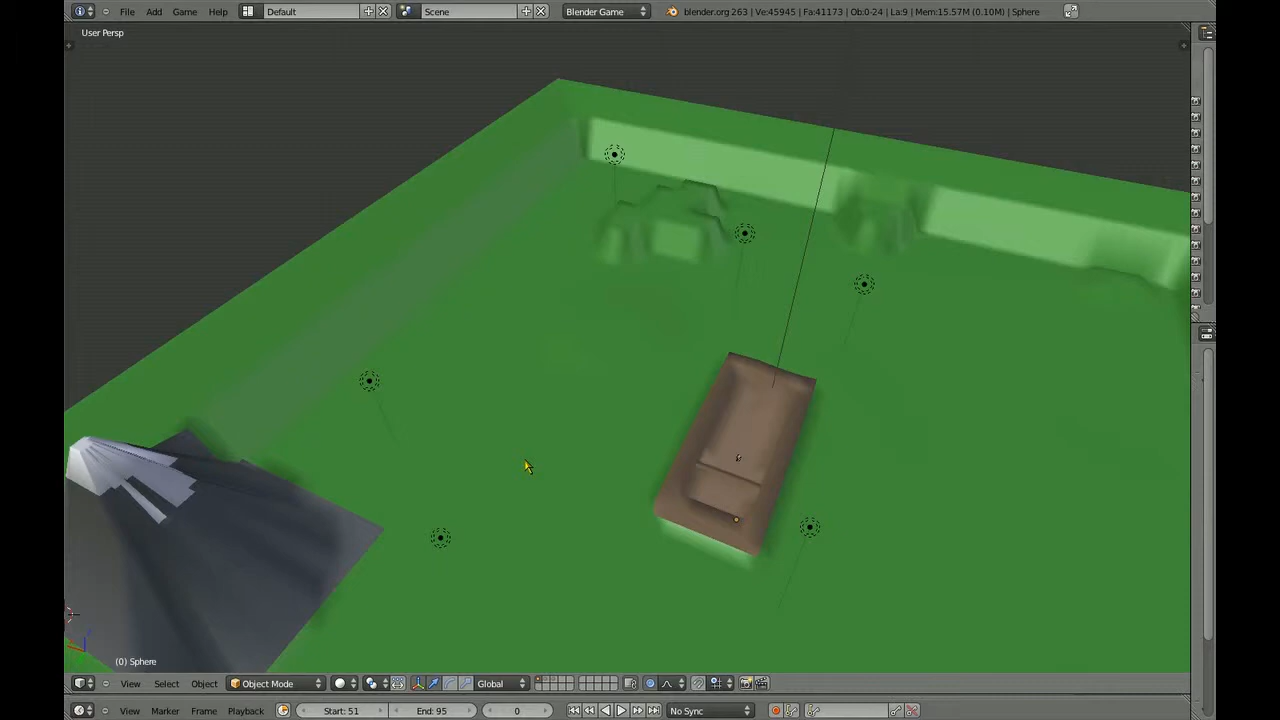 File Add Game Help Default Scene Blender Game blender.org 263 | Ve:45945 | Fa:41173 | Ob:0-24 | La:9 | Mem:15.57M (0.10M) | Sphere
User Persp
(0) Sphere
View Select Object Object Mode Global
View Marker Frame Playback Start: 51 End: 95 0 No Sync